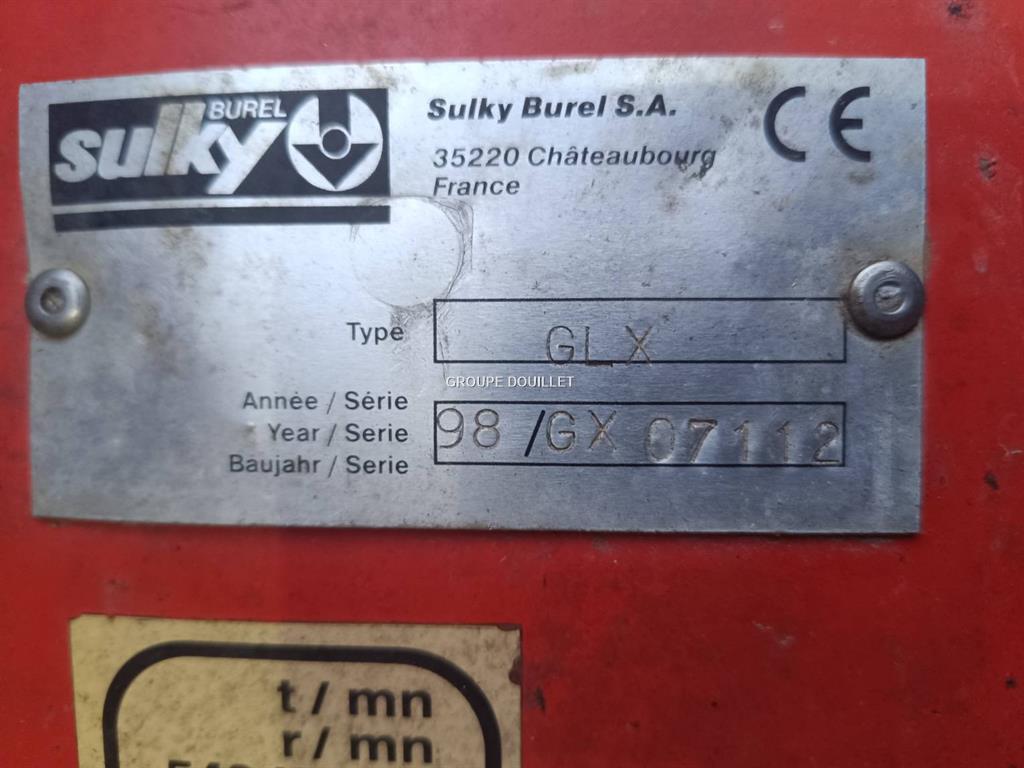 BUREL
sulky
Sulky Burel S.A.
35220 Châteaubourg
France
CE
Type GLX
GROUPE DOUILLET
Année / Série
Year / Serie 98 /GX 07112
Baujahr / Serie
t / mn
r / mn